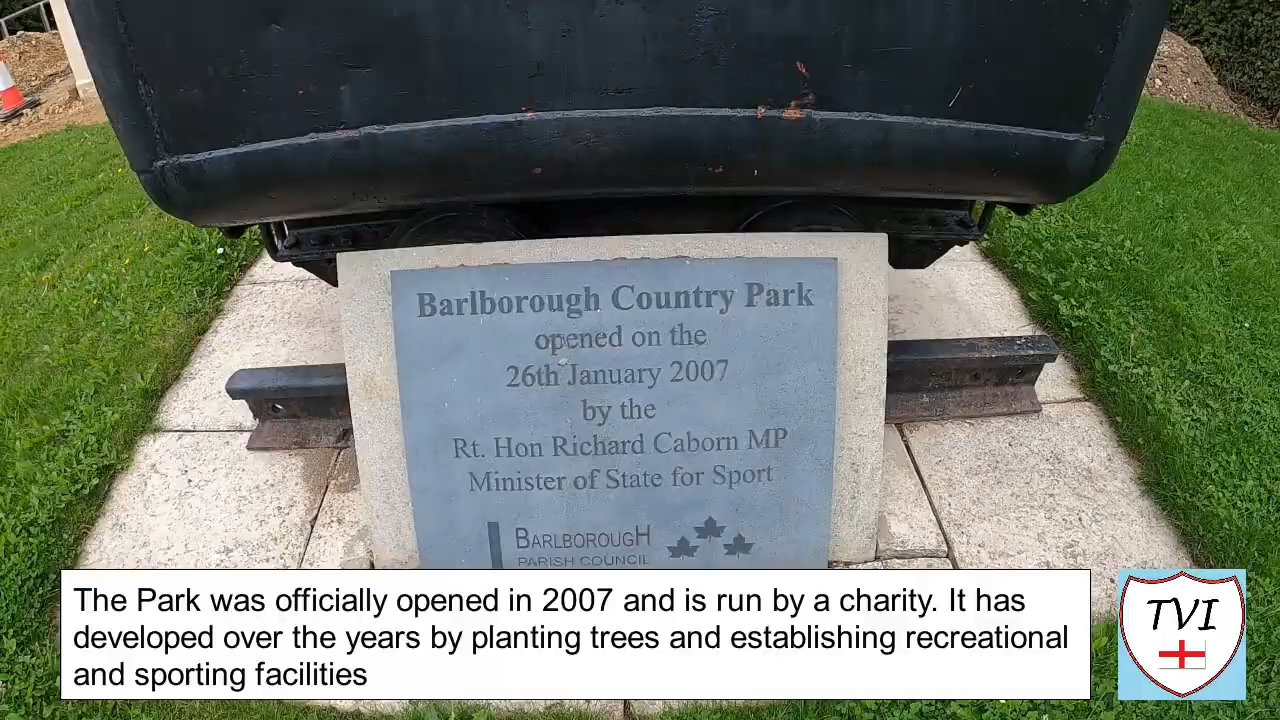 Barlborough Country Park
opened on the
26th January 2007
by the
Rt. Hon Richard Caborn MP
Minister of State for Sport
BARLBOROUGH
PARISH COUNCIL
The Park was officially opened in 2007 and is run by a charity. It has
developed over the years by planting trees and establishing recreational
and sporting facilities
TVI